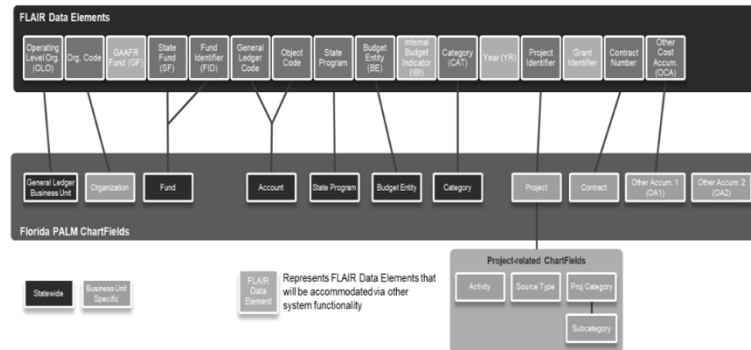 FLAIR Data Elements
Operating
Level Org.
(OLO)
Org. Code
GAAFR
Fund (GF)
State
Fund
(SF)
Fund
Identifier
(FID)
General
Ledger
Code
Object
Code
State
Program
Budget
Entity
(BE)
Internal
Budget
Indicator
(IBI)
Category
(CAT)
Year (YR)
Project
Identifier
Grant
Identifier
Contract
Number
Other
Cost
Accum.
(OCA)
General Ledger
Business Unit
Organization
Fund
Account
State Program
Budget Entity
Category
Project
Contract
Other Accum. 1
(OA1)
Other Accum. 2
(OA2)
Florida PALM ChartFields
Project-related ChartFields
Activity
Source Type
Proj Category
Subcategory
Statewide
Business Unit
Specific
FLAIR
Data
Element
Represents FLAIR Data Elements that
will be accommodated via other
system functionality